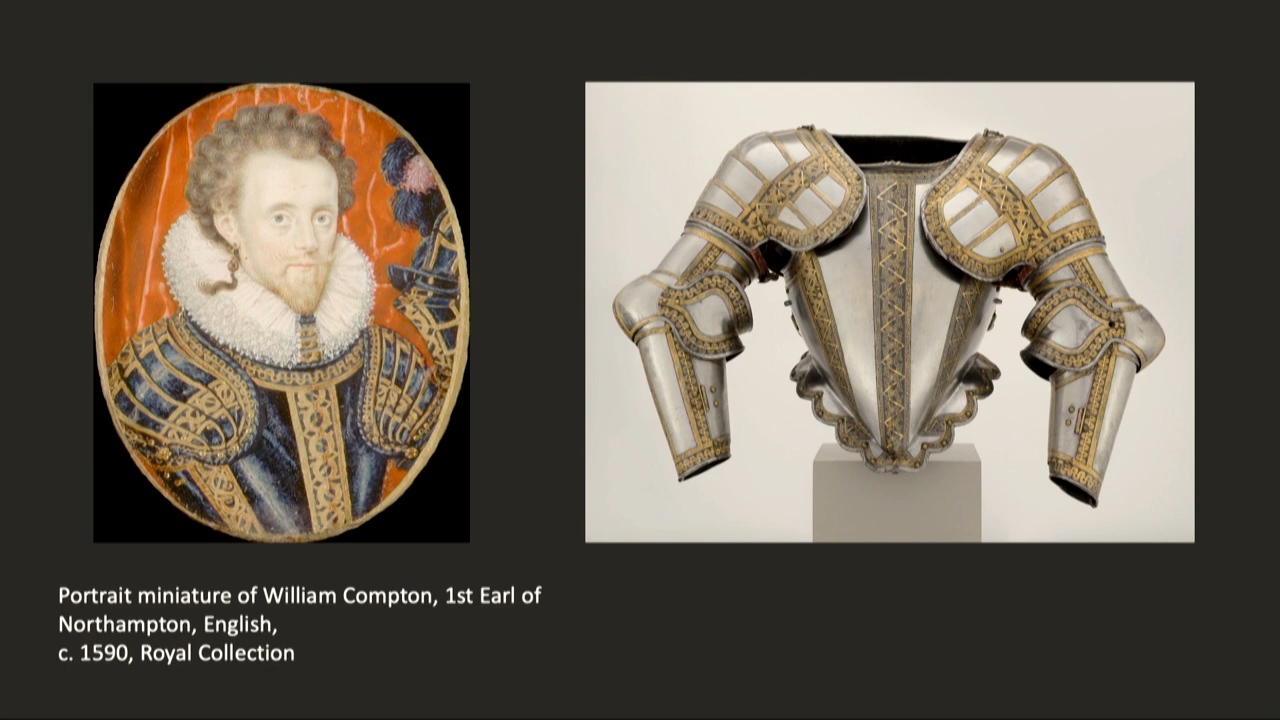 Portrait miniature of William Compton, 1st Earl of
Northampton, English,
c. 1590, Royal Collection